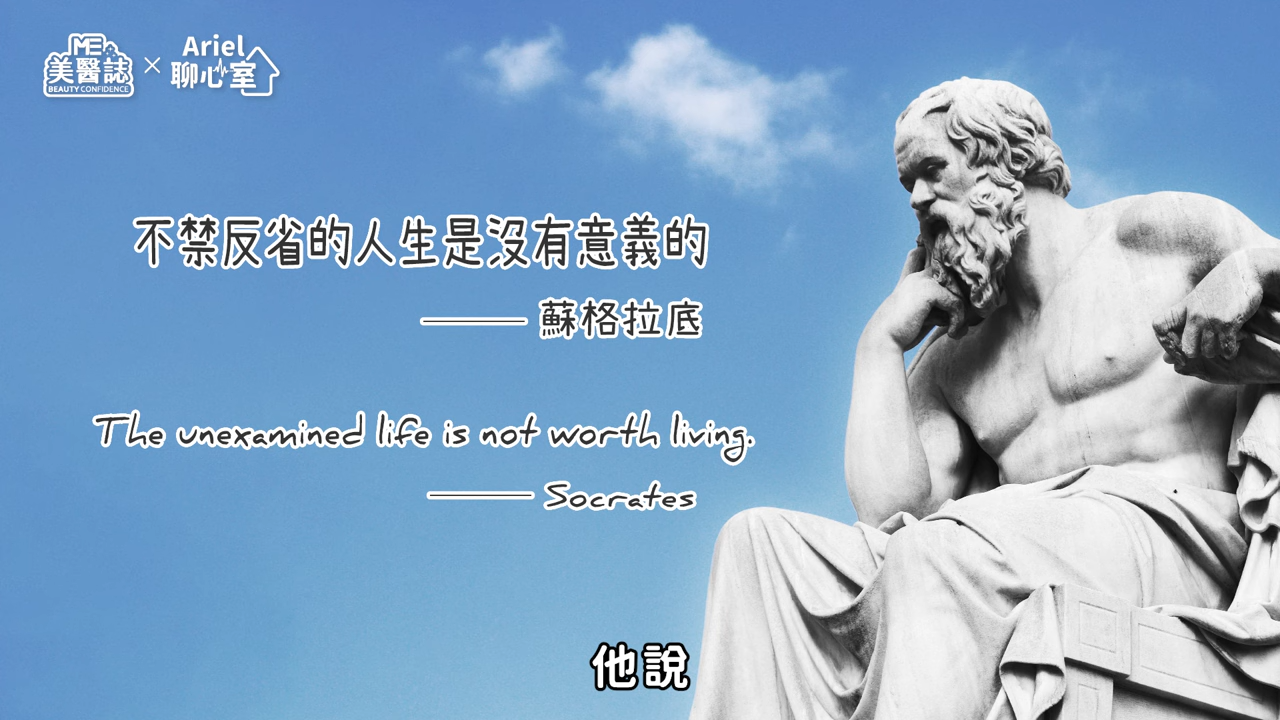 ME
美醫誌
BEAUTY CONFIDENCE
×
Ariel
聊心室
不禁反省的人生是沒有意義的
—— 蘇格拉底
The unexamined life is not worth living.
—— Socrates
他說